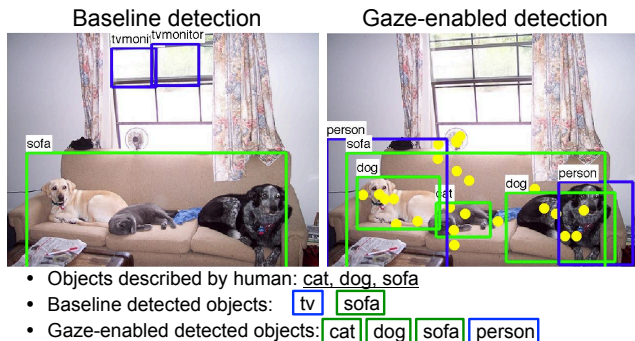 Baseline detection
Gaze-enabled detection
tvmonit
tvmonitor
sofa
person
sofa
dog
cat
dog
person
• Objects described by human: cat, dog, sofa
• Baseline detected objects: tv sofa
• Gaze-enabled detected objects: cat dog sofa person